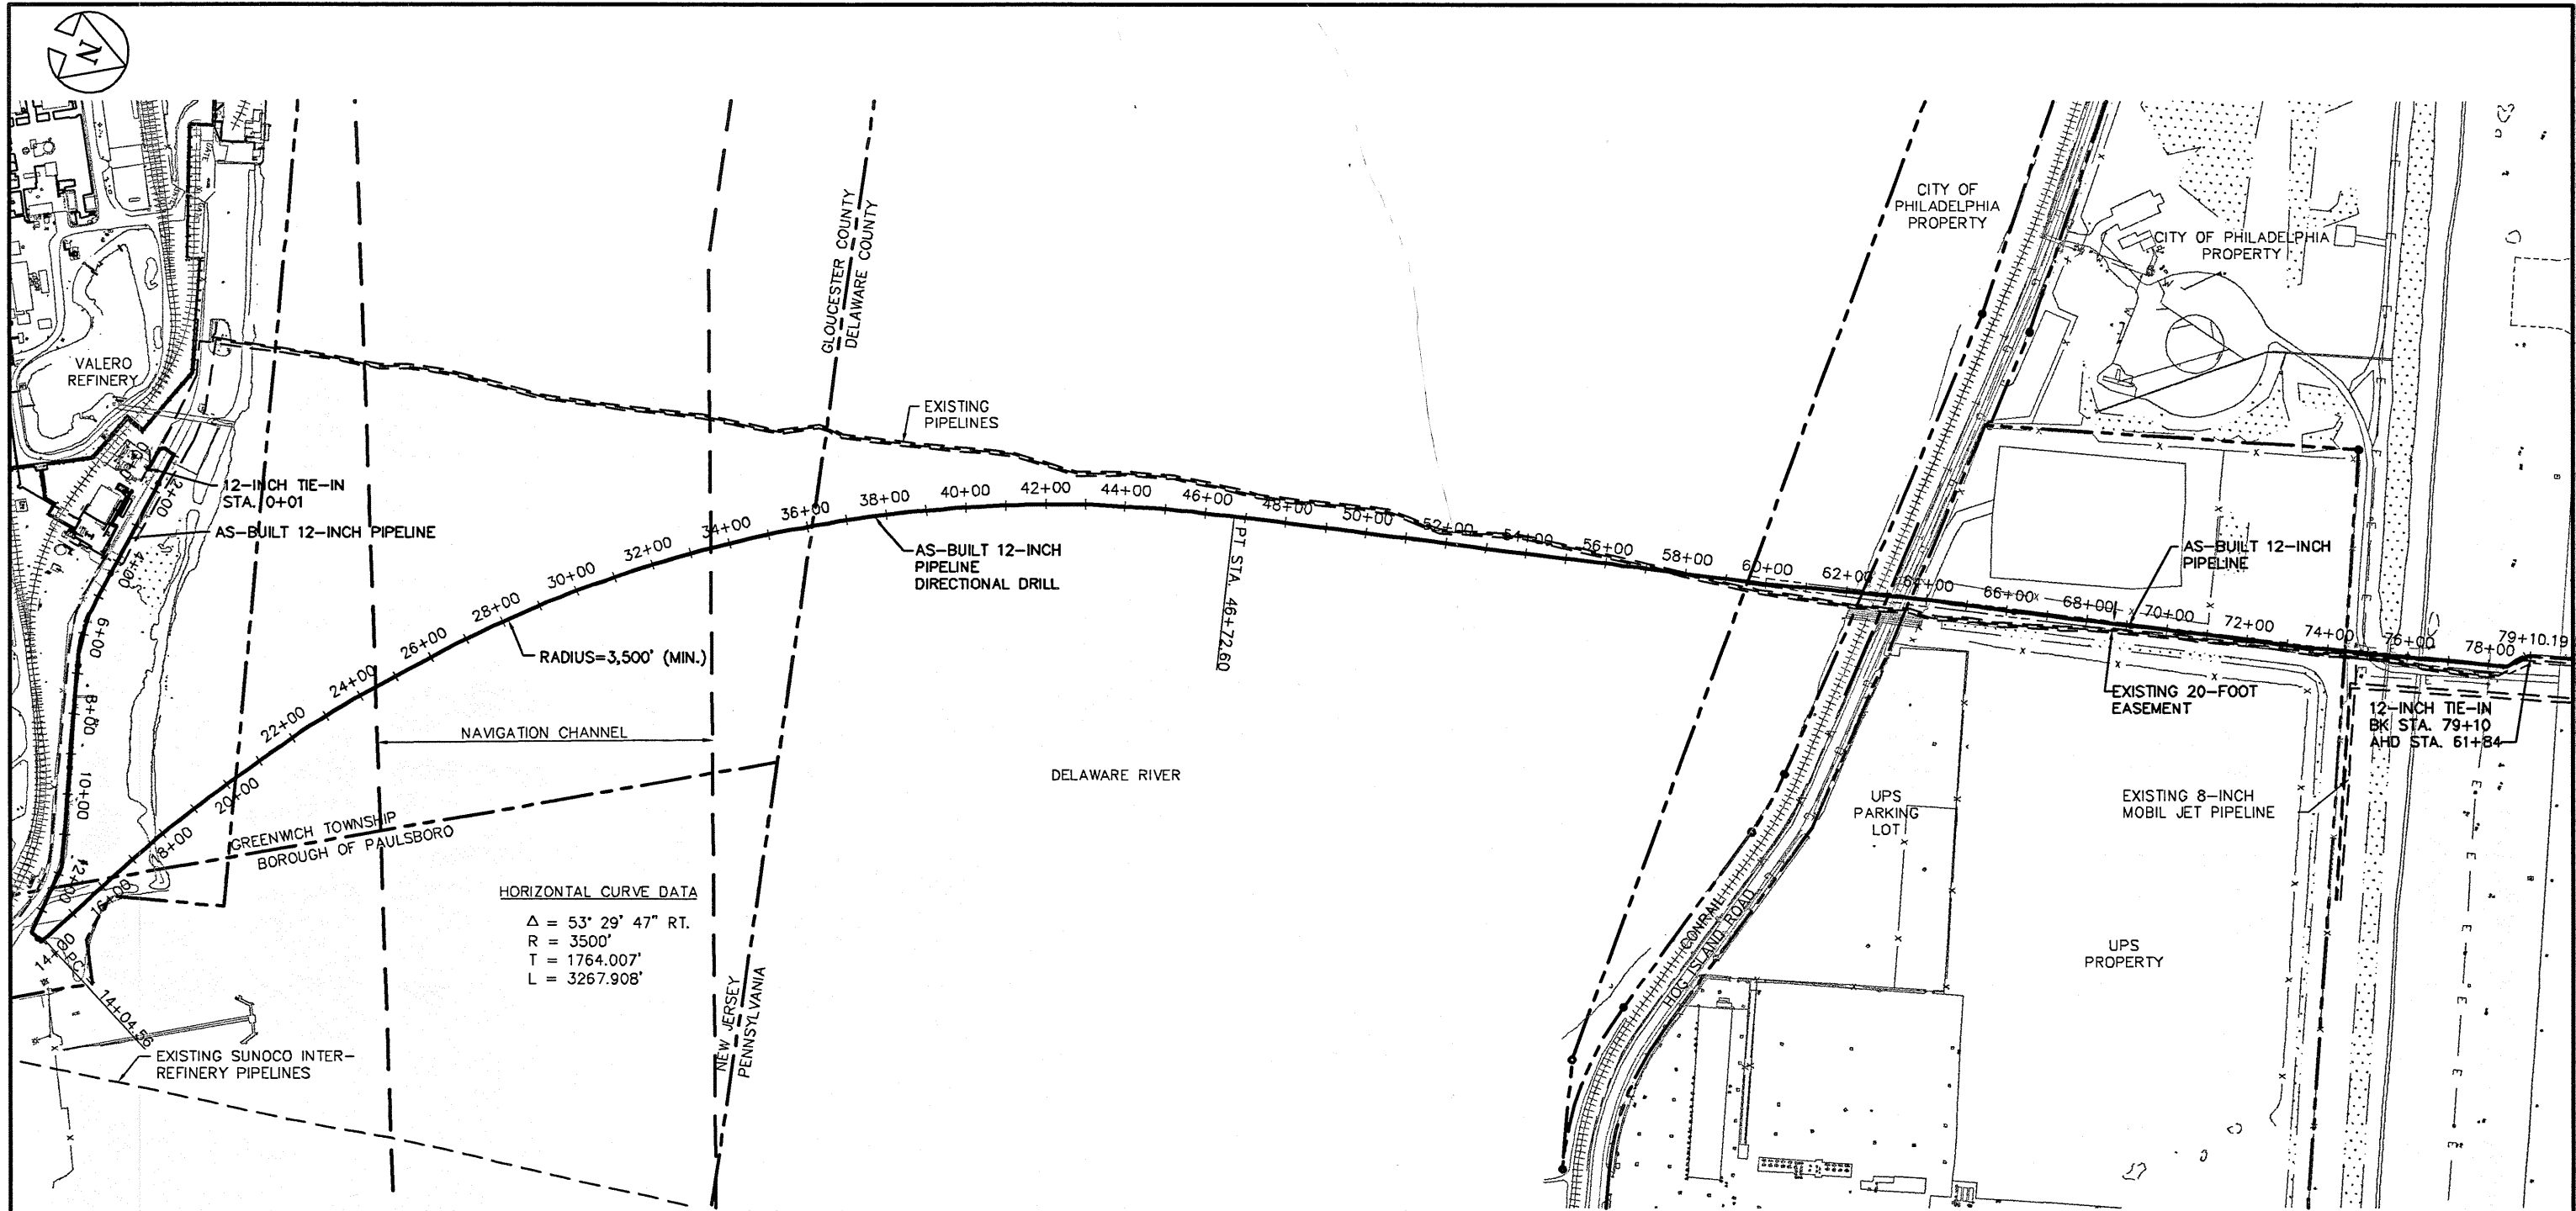 N
GATE
VALERO
REFINERY
12-INCH TIE-IN
STA. 0+01
AS-BUILT 12-INCH PIPELINE
0+00
2+00
4+00
6+00
8+00
10+00
12+00
14+00
PC
14+04.56
16+00
18+00
20+00
22+00
24+00
26+00
28+00
30+00
32+00
34+00
36+00
38+00
40+00
42+00
44+00
46+00
48+00
50+00
52+00
54+00
56+00
58+00
60+00
62+00
64+00
66+00
68+00
70+00
72+00
74+00
76+00
78+00
79+10.19
RADIUS=3,500' (MIN.)
NAVIGATION CHANNEL
GREENWICH TOWNSHIP
BOROUGH OF PAULSBORO
HORIZONTAL CURVE DATA
Δ = 53° 29' 47" RT.
R = 3500'
T = 1764.007'
L = 3267.908'
EXISTING SUNOCO INTER-
REFINERY PIPELINES
GLOUCESTER COUNTY
DELAWARE COUNTY
NEW JERSEY
PENNSYLVANIA
EXISTING
PIPELINES
AS-BUILT 12-INCH
PIPELINE
DIRECTIONAL DRILL
PT STA. 46+72.60
DELAWARE RIVER
CITY OF
PHILADELPHIA
PROPERTY
CITY OF PHILADELPHIA
PROPERTY
AS-BUILT 12-INCH
PIPELINE
EXISTING 20-FOOT
EASEMENT
12-INCH TIE-IN
BK STA. 79+10
AHD STA. 61+84
EXISTING 8-INCH
MOBIL JET PIPELINE
UPS
PARKING
LOT
UPS
PROPERTY
CONRAIL
HOG ISLAND ROAD